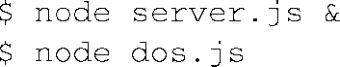 $ node server.js &
$ node dos.js